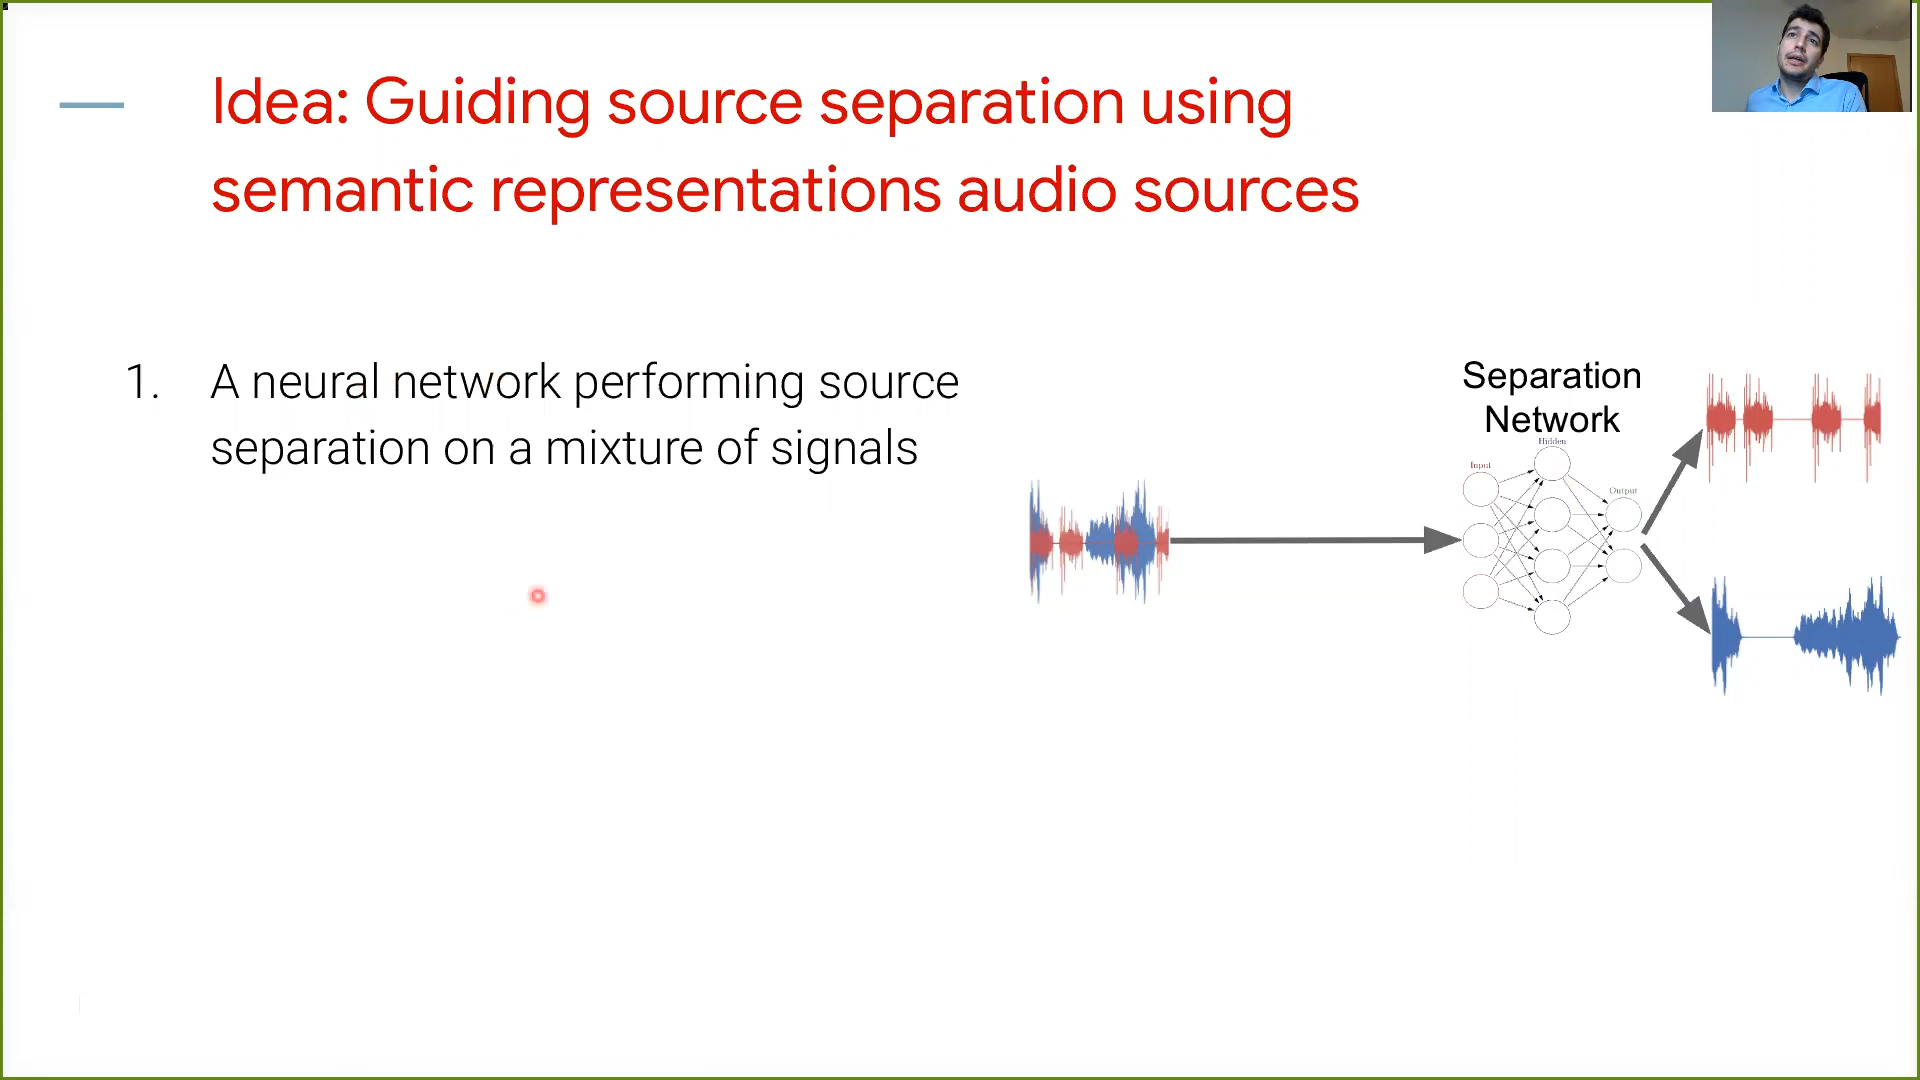 Idea: Guiding source separation using
semantic representations audio sources
1. A neural network performing source
separation on a mixture of signals
Separation
Network
Hidden
Input
Output